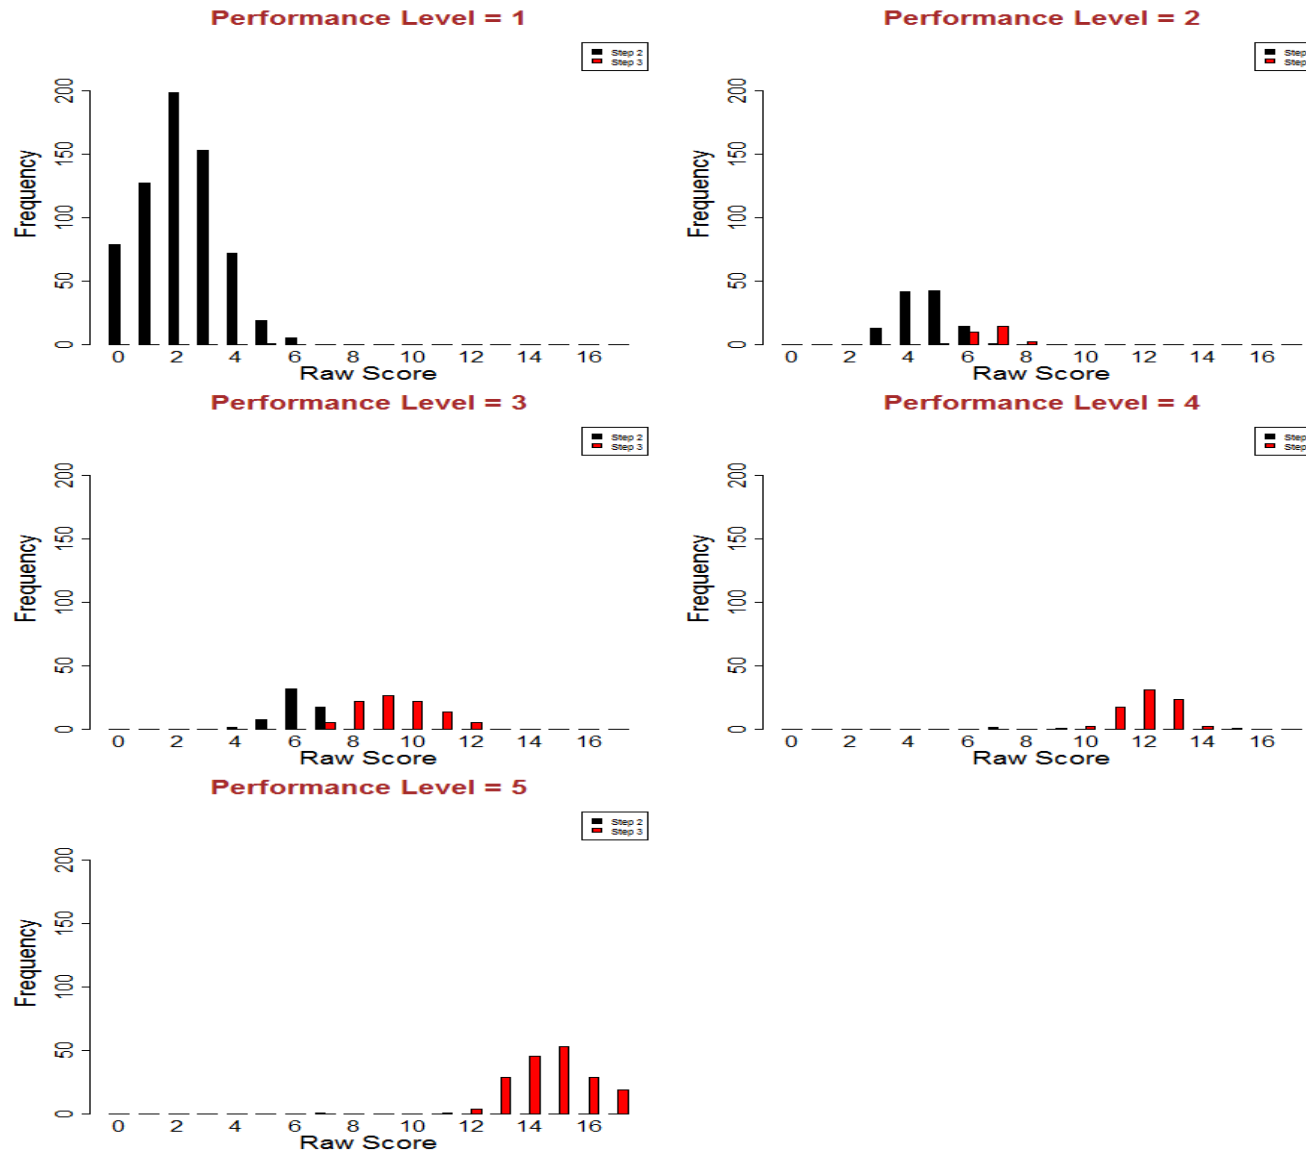 Performance Level = 1
Step 2
Step 3
Frequency
0 50 100 150 200
0 2 4 6 8 10 12 14 16
Raw Score
Performance Level = 2
Step
Step
Frequency
0 50 100 150 200
0 2 4 6 8 10 12 14 16
Raw Score
Performance Level = 3
Step 2
Step 3
Frequency
0 50 100 150 200
0 2 4 6 8 10 12 14 16
Raw Score
Performance Level = 4
Step
Step
Frequency
0 50 100 150 200
0 2 4 6 8 10 12 14 16
Raw Score
Performance Level = 5
Step 2
Step 3
Frequency
0 50 100 150 200
0 2 4 6 8 10 12 14 16
Raw Score